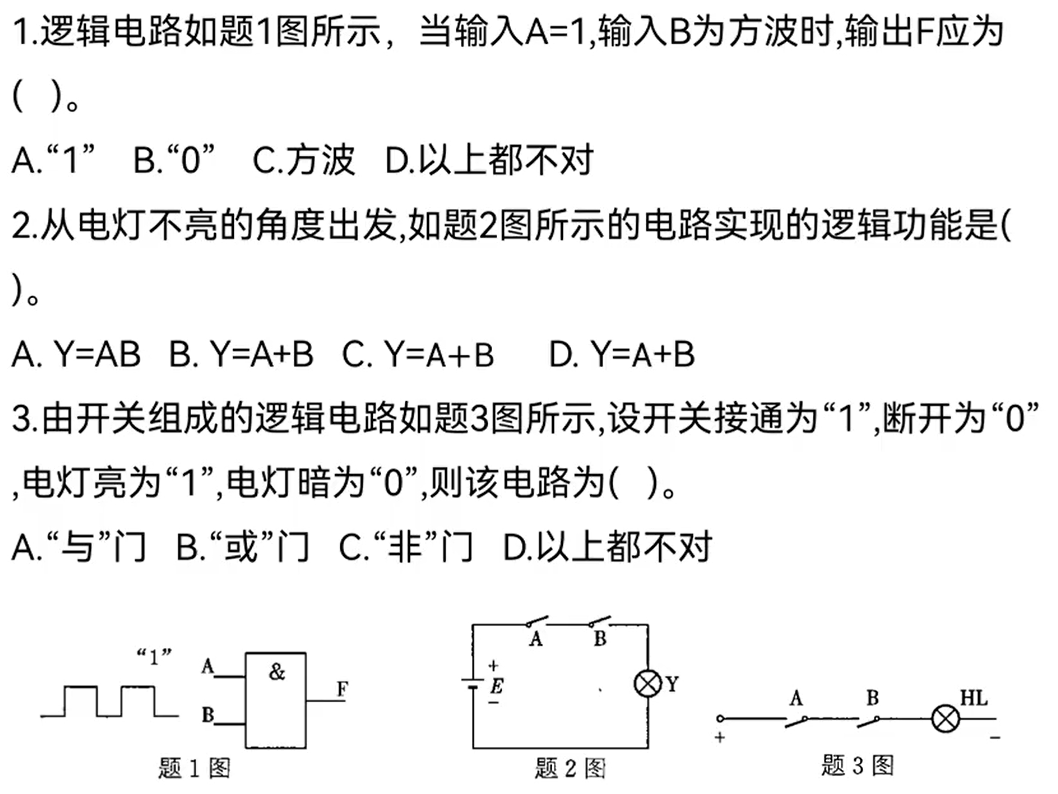 1.逻辑电路如题1图所示，当输入A=1,输入B为方波时,输出F应为
( )。
A.“1” B.“0” C.方波 D.以上都不对
2.从电灯不亮的角度出发,如题2图所示的电路实现的逻辑功能是(
)。
A. Y=AB B. Y=A+B C. Y=A+B D. Y=A+B
3.由开关组成的逻辑电路如题3图所示,设开关接通为“1”,断开为“0”
,电灯亮为“1”,电灯暗为“0”,则该电路为( )。
A.“与”门 B.“或”门 C.“非”门 D.以上都不对
“1” A & F
B
题1图
A B
+ E − Y
题2图
A B HL
+ −
题3图